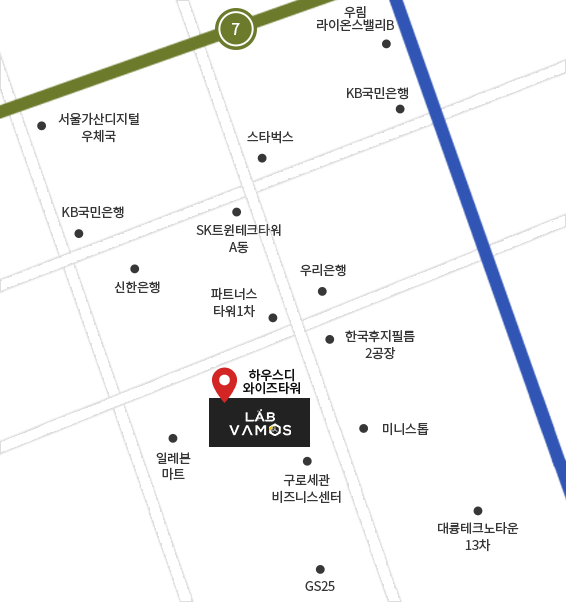 우림
라이온스밸리B
7
KB국민은행
서울가산디지털
우체국
스타벅스
KB국민은행
SK트윈테크타워
A동
신한은행
우리은행
파트너스
타워1차
한국후지필름
2공장
하우스디
와이즈타워
LAB
VAMOS
미니스톱
일레븐
마트
구로세관
비즈니스센터
대륭테크노타운
13차
GS25